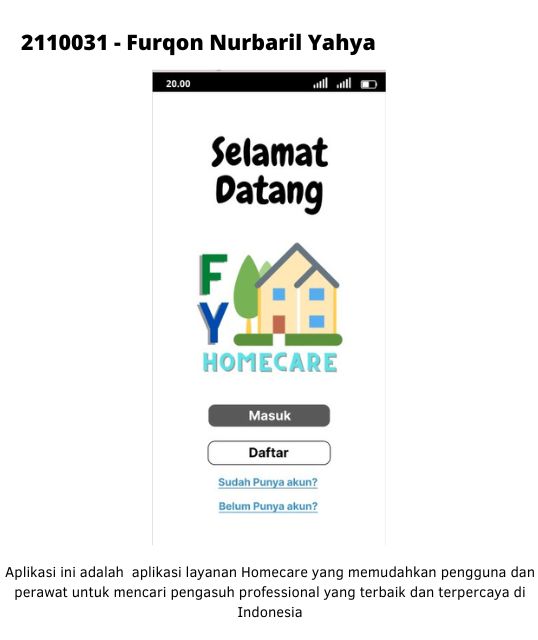 2110031 - Furqon Nurbaril Yahya
20.00
Selamat
Datang
F
Y
HOMECARE
Masuk
Daftar
Sudah Punya akun?
Belum Punya akun?
Aplikasi ini adalah  aplikasi layanan Homecare yang memudahkan pengguna dan
perawat untuk mencari pengasuh professional yang terbaik dan terpercaya di
Indonesia